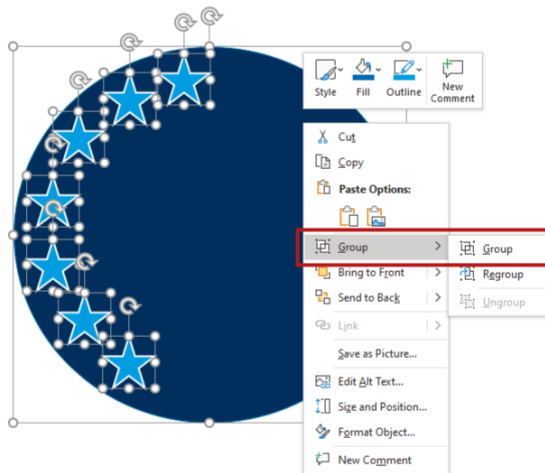 Style Fill Outline New
Comment
Cut
Copy
Paste Options:
Group
Group
Bring to Front
Regroup
Send to Back
Ungroup
Link
Save as Picture...
Edit Alt Text...
Size and Position...
Format Object...
New Comment